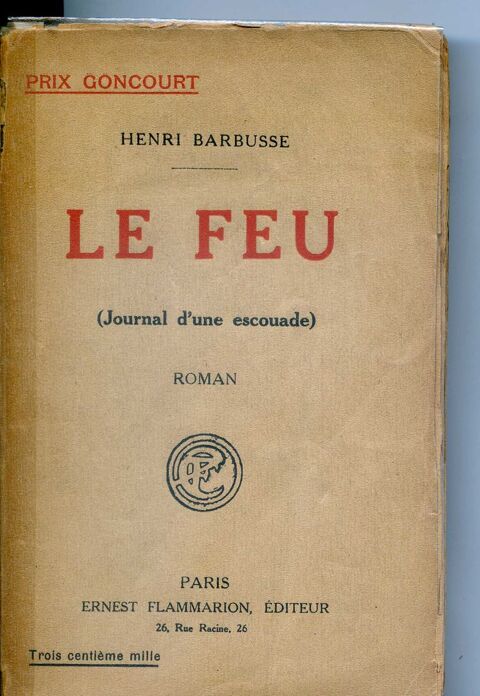 PRIX GONCOURT
HENRI BARBUSSE
LE FEU
(Journal d'une escouade)
ROMAN
PARIS
ERNEST FLAMMARION, ÉDITEUR
26, Rue Racine, 26
Trois centième mille